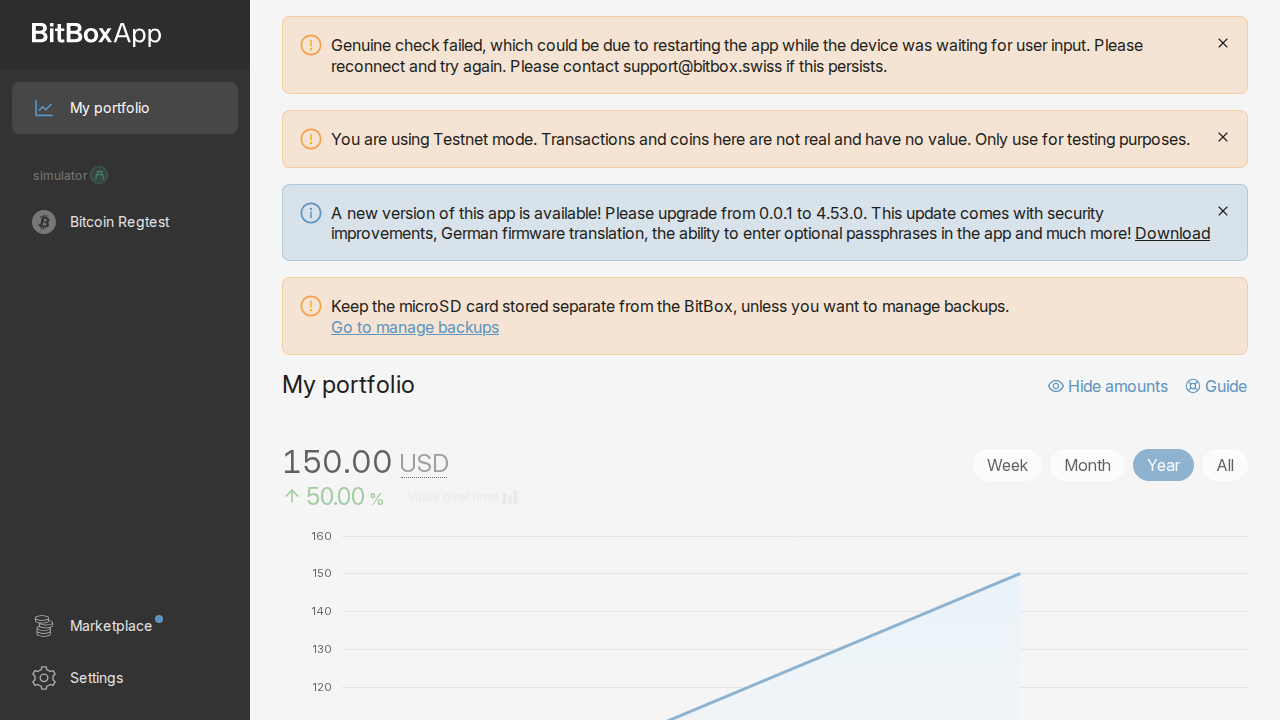 BitBoxApp
My portfolio
simulator
Bitcoin Regtest
Marketplace
Settings
Genuine check failed, which could be due to restarting the app while the device was waiting for user input. Please
reconnect and try again. Please contact support@bitbox.swiss if this persists.
You are using Testnet mode. Transactions and coins here are not real and have no value. Only use for testing purposes.
A new version of this app is available! Please upgrade from 0.0.1 to 4.53.0. This update comes with security
improvements, German firmware translation, the ability to enter optional passphrases in the app and much more! Download
Keep the microSD card stored separate from the BitBox, unless you want to manage backups.
Go to manage backups
My portfolio
Hide amounts
Guide
150.00 USD
Week
Month
Year
All
50.00 %
Value over time
160
150
140
130
120